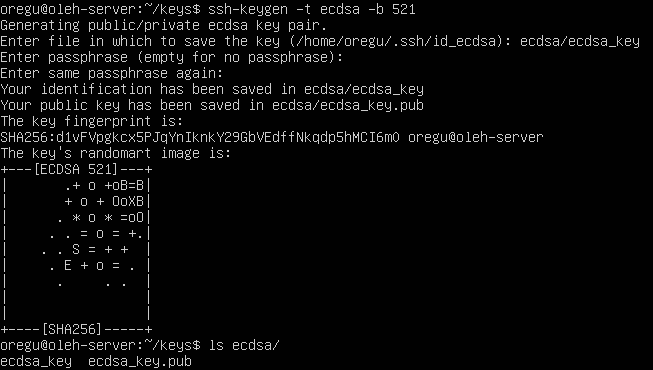 oregu@oleh-server:~/keys$ ssh-keygen -t ecdsa -b 521
Generating public/private ecdsa key pair.
Enter file in which to save the key (/home/oregu/.ssh/id_ecdsa): ecdsa/ecdsa_key
Enter passphrase (empty for no passphrase):
Enter same passphrase again:
Your identification has been saved in ecdsa/ecdsa_key
Your public key has been saved in ecdsa/ecdsa_key.pub
The key fingerprint is:
SHA256:d1vFVpgkcx5PJqYnIknkY29GbVEdffNkqdp5hMCI6m0 oregu@oleh-server
The key's randomart image is:
+---[ECDSA 521]---+
|       .+ o +oB=B|
|       + o + OoXB|
|      . * o * =oO|
|     . . = o = +.|
|    . . S = + +  |
|     . E + o = . |
|      .     . .  |
|                 |
|                 |
+----[SHA256]-----+
oregu@oleh-server:~/keys$ ls ecdsa/
ecdsa_key  ecdsa_key.pub